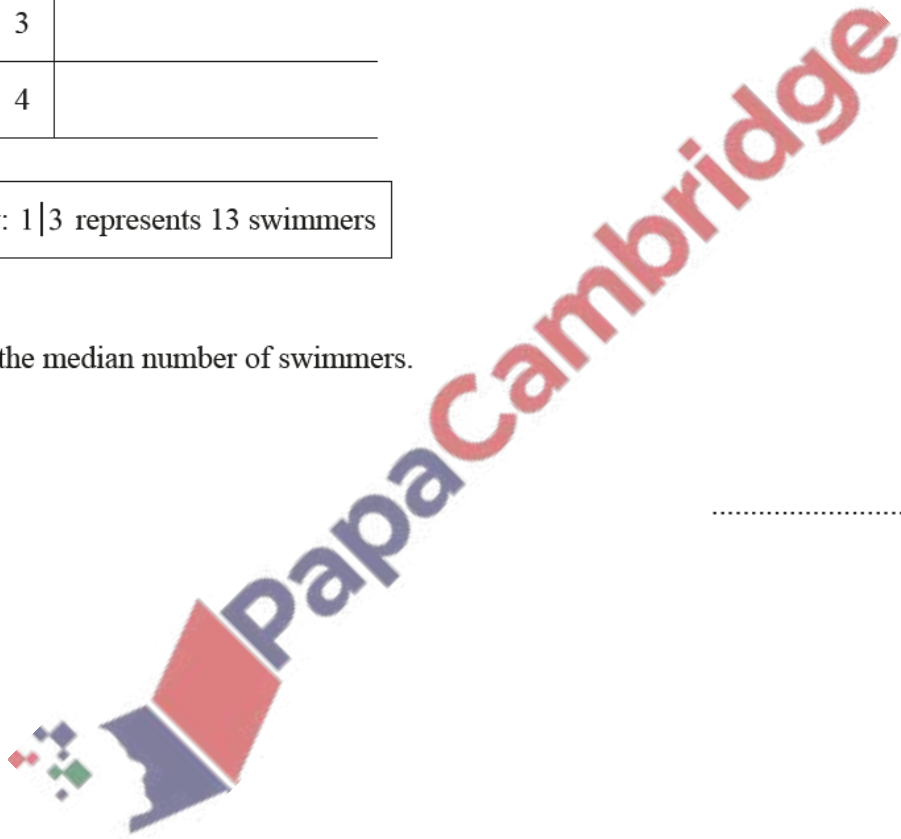 3
4
: 1|3 represents 13 swimmers
the median number of swimmers.
................................
PapaCambridge